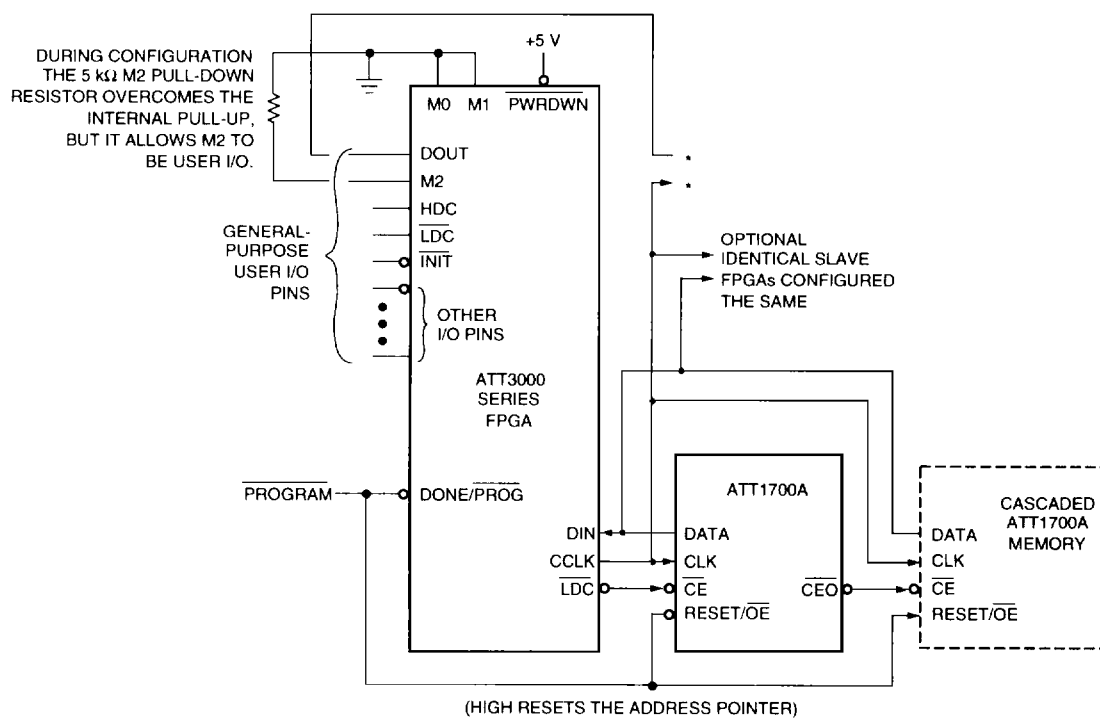 DURING CONFIGURATION
THE 5 kΩ M2 PULL-DOWN
RESISTOR OVERCOMES THE
INTERNAL PULL-UP,
BUT IT ALLOWS M2 TO
BE USER I/O.
+5 V
M0 M1 PWRDWN
DOUT
M2
HDC
LDC
INIT
GENERAL-
PURPOSE
USER I/O
PINS
OTHER
I/O PINS
*
*
OPTIONAL
IDENTICAL SLAVE
FPGAs CONFIGURED
THE SAME
ATT3000
SERIES
FPGA
PROGRAM
DONE/PROG
DIN
CCLK
LDC
ATT1700A
DATA
CLK
CE
RESET/OE
CEO
CASCADED
ATT1700A
MEMORY
DATA
CLK
CE
RESET/OE
(HIGH RESETS THE ADDRESS POINTER)